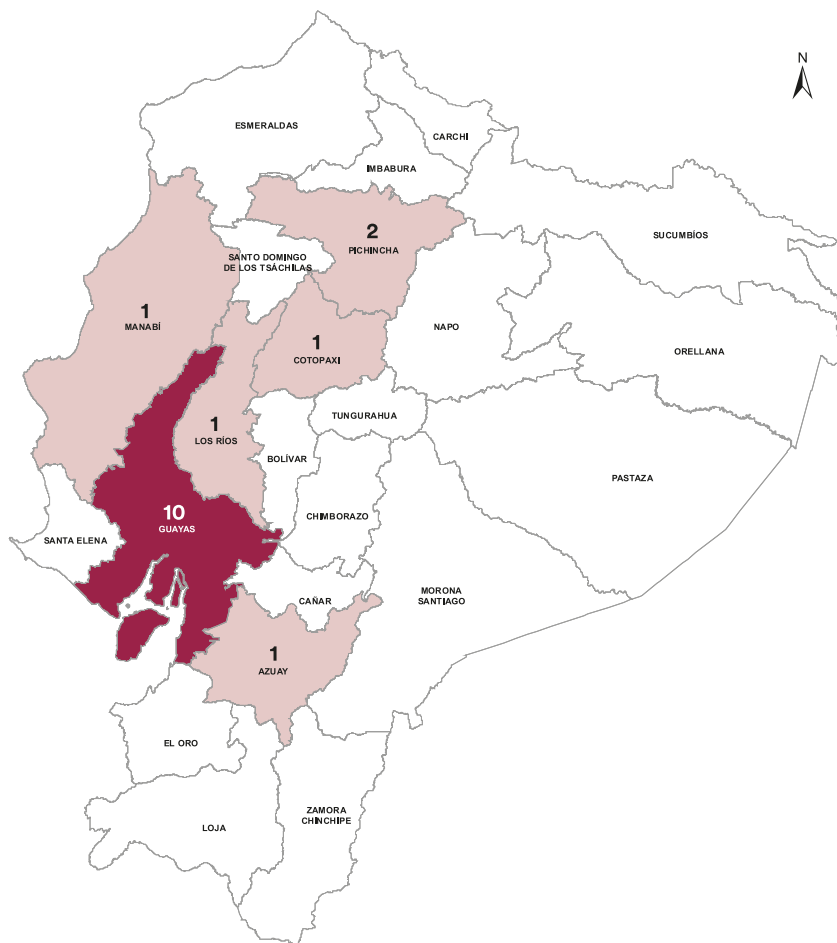 N
ESMERALDAS
CARCHI
IMBABURA
2
PICHINCHA
SUCUMBÍOS
SANTO DOMINGO
DE LOS TSÁCHILAS
1
MANABÍ
NAPO
1
COTOPAXI
ORELLANA
TUNGURAHUA
1
LOS RÍOS
BOLÍVAR
PASTAZA
10
GUAYAS
CHIMBORAZO
SANTA ELENA
CAÑAR
MORONA
SANTIAGO
1
AZUAY
EL ORO
ZAMORA
CHINCHIPE
LOJA